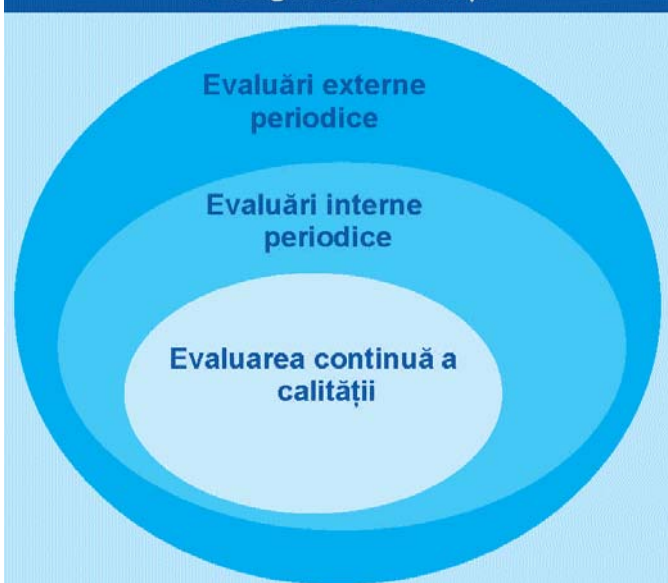 Evaluări externe
periodice
Evaluări interne
periodice
Evaluarea continuă a
calității